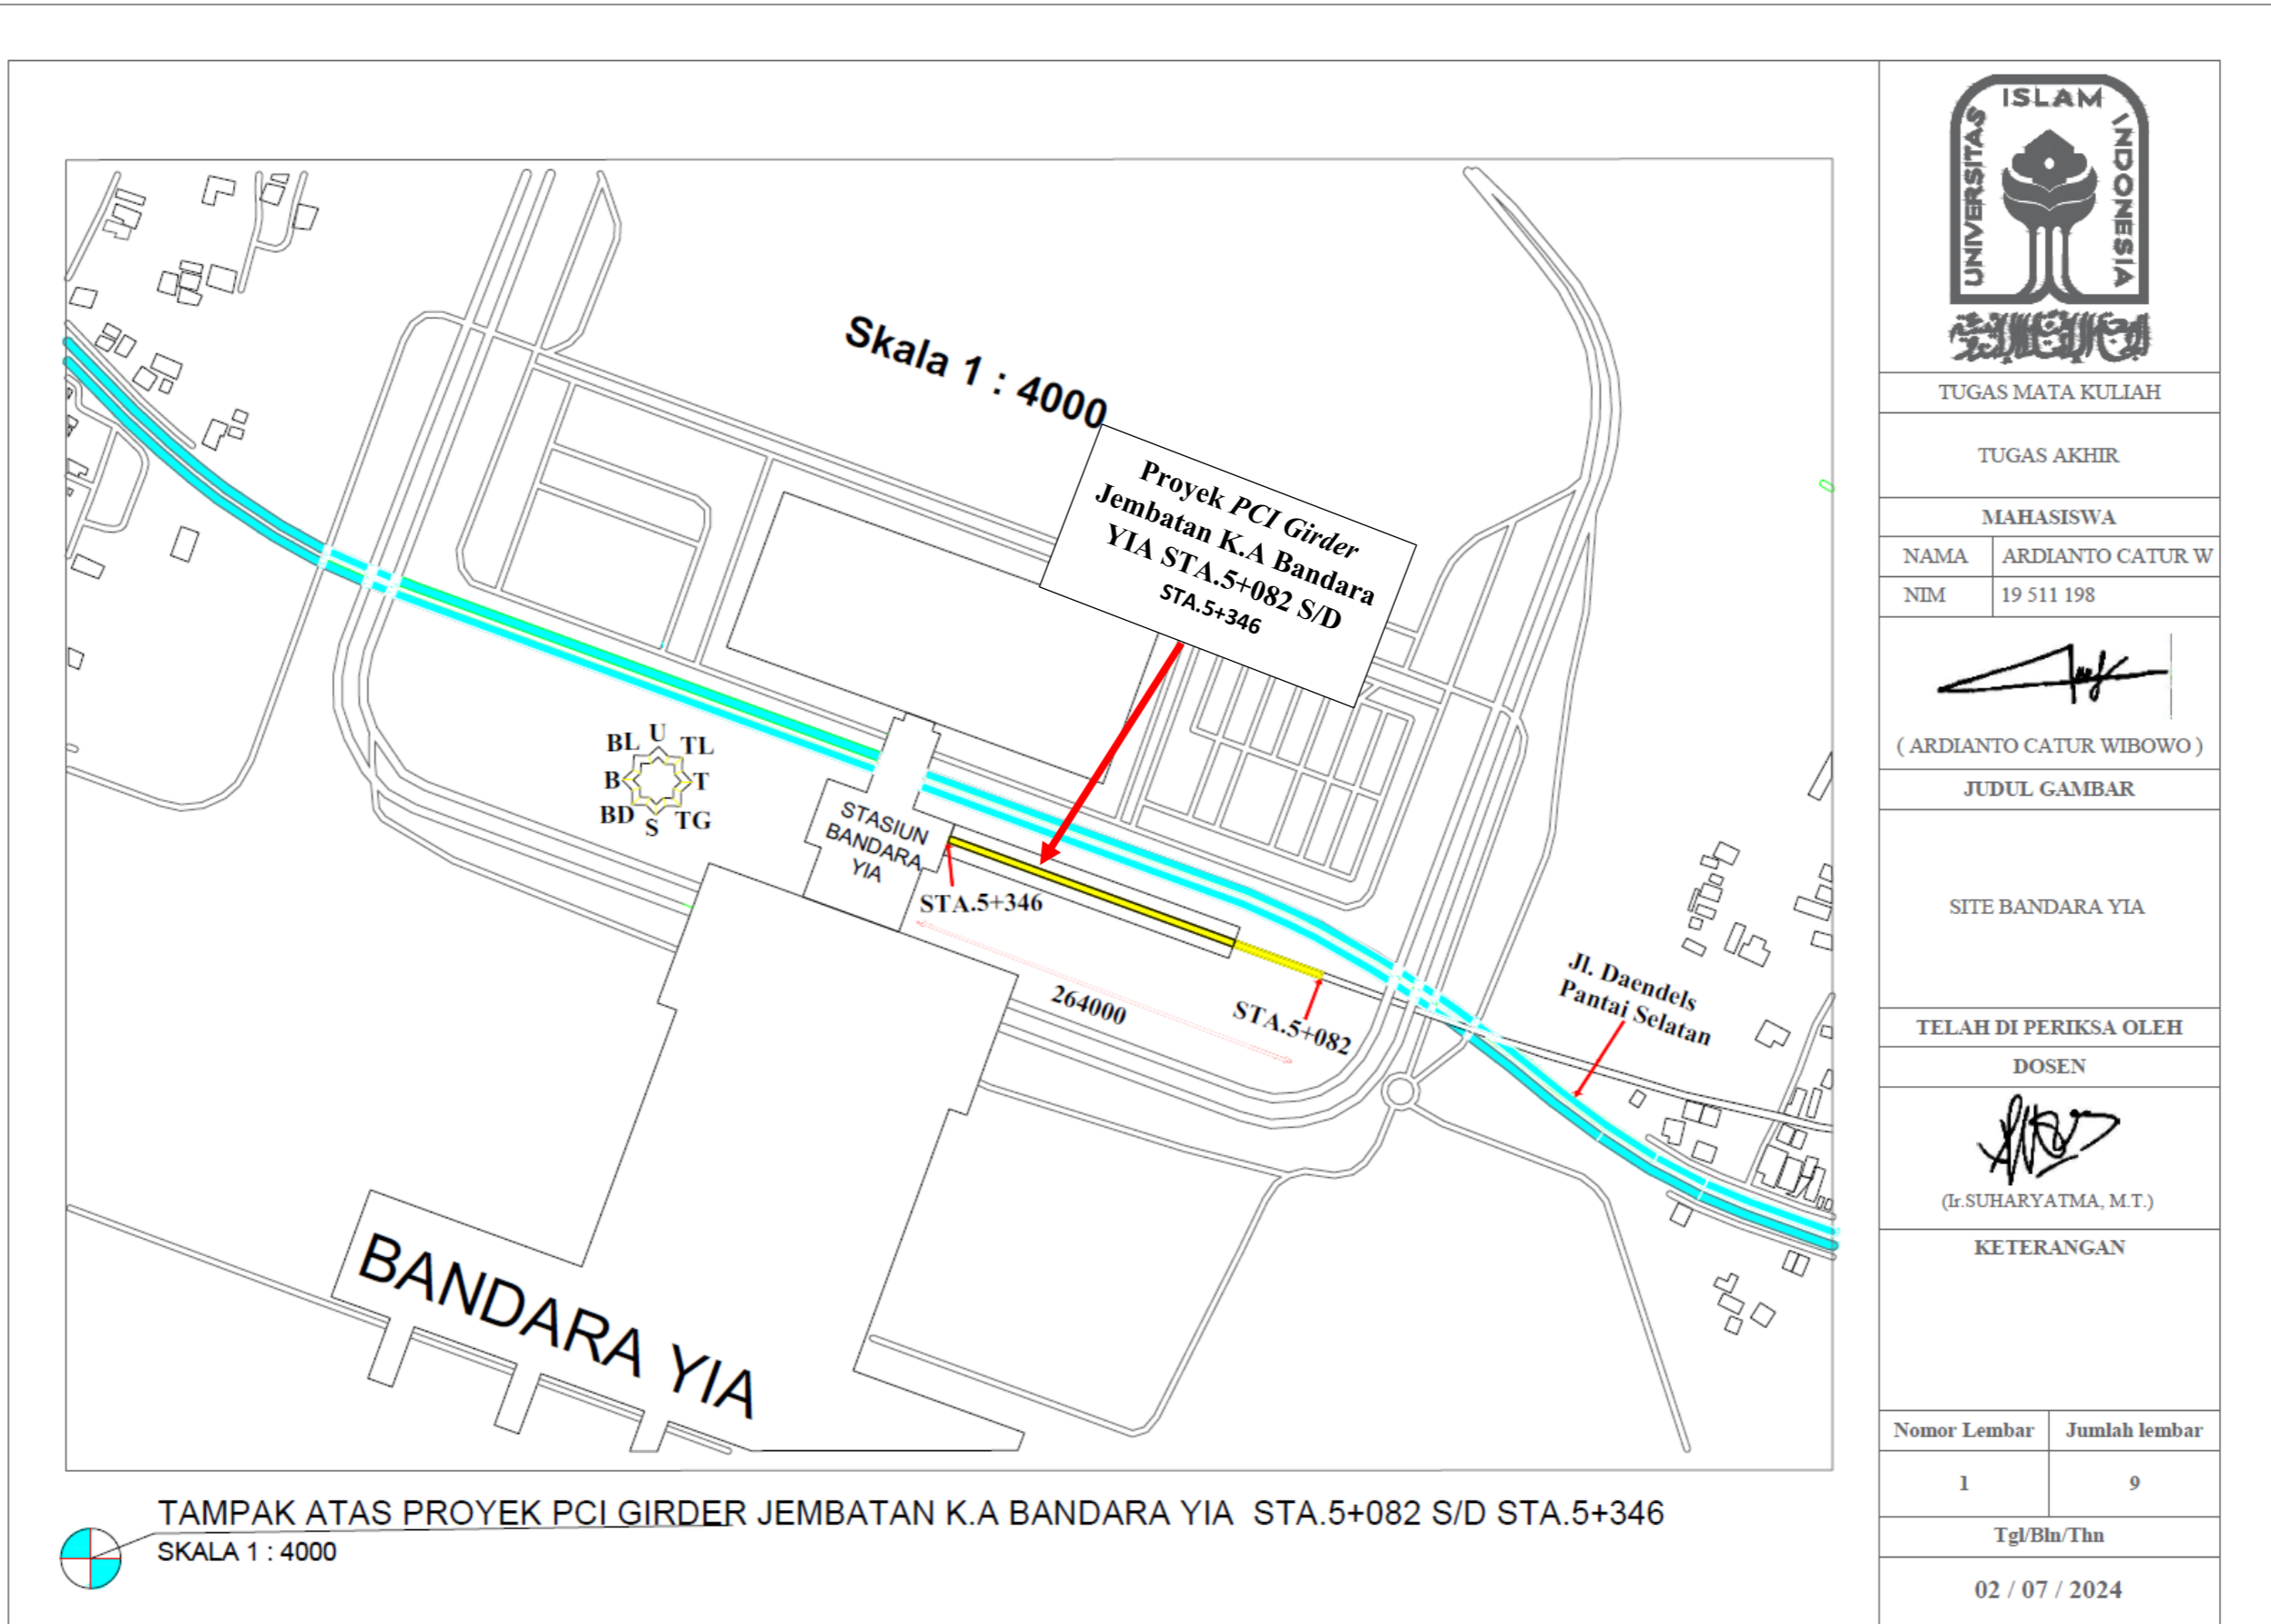 Skala 1 : 4000
Proyek PCI Girder
Jembatan K.A Bandara
YIA STA.5+082 S/D
STA.5+346
BL U TL
B T
BD S TG
STASIUN
BANDARA
YIA
STA.5+346
264000
STA.5+082
Jl. Daendels
Pantai Selatan
BANDARA YIA
TAMPAK ATAS PROYEK PCI GIRDER JEMBATAN K.A BANDARA YIA STA.5+082 S/D STA.5+346
SKALA 1 : 4000
UNIVERSITAS ISLAM INDONESIA
TUGAS MATA KULIAH
TUGAS AKHIR
MAHASISWA
NAMA ARDIANTO CATUR W
NIM 19 511 198
( ARDIANTO CATUR WIBOWO )
JUDUL GAMBAR
SITE BANDARA YIA
TELAH DI PERIKSA OLEH
DOSEN
(Ir.SUHARYATMA, M.T.)
KETERANGAN
Nomor Lembar Jumlah lembar
1 9
Tgl/Bln/Thn
02 / 07 / 2024